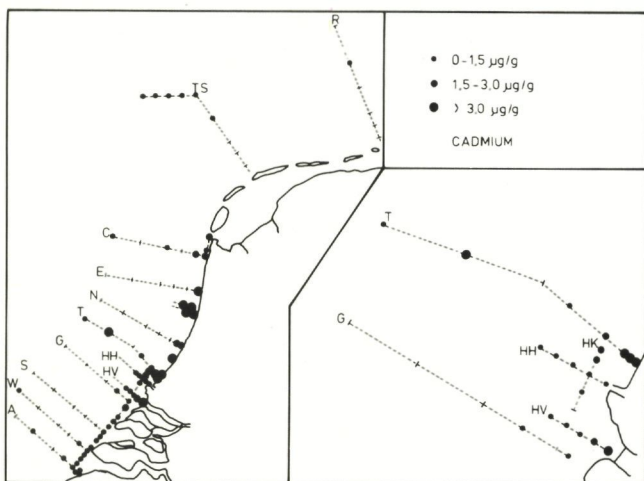 R
TS
0-1,5 µg/g
1,5-3,0 µg/g
> 3,0 µg/g
CADMIUM
C
E
N
T
G
HH
HV
S
W
A
T
G
HK
HH
HV